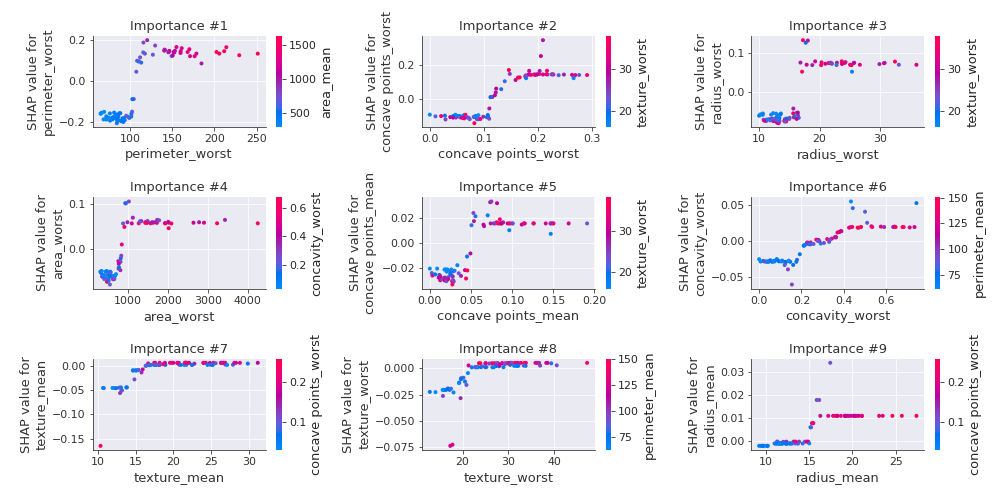 Importance #1
SHAP value for
perimeter_worst
0.2
0.0
−0.2
100
150
200
250
perimeter_worst
1500
1000
500
area_mean
Importance #2
SHAP value for
concave points_worst
0.2
0.0
0.0
0.1
0.2
0.3
concave points_worst
30
20
texture_worst
Importance #3
SHAP value for
radius_worst
0.1
0.0
10
20
30
radius_worst
30
20
texture_worst
Importance #4
SHAP value for
area_worst
0.1
0.0
1000
2000
3000
4000
area_worst
0.6
0.4
0.2
concavity_worst
Importance #5
SHAP value for
concave points_mean
0.02
0.00
−0.02
0.00
0.05
0.10
0.15
0.20
concave points_mean
30
20
texture_worst
Importance #6
SHAP value for
concavity_worst
0.05
0.00
−0.05
0.0
0.2
0.4
0.6
concavity_worst
150
125
100
75
perimeter_mean
Importance #7
SHAP value for
texture_mean
0.00
−0.05
−0.10
−0.15
10
15
20
25
30
texture_mean
0.2
0.1
concave points_worst
Importance #8
SHAP value for
texture_worst
0.000
−0.025
−0.050
−0.075
20
30
40
texture_worst
150
125
100
75
perimeter_mean
Importance #9
SHAP value for
radius_mean
0.03
0.02
0.01
0.00
10
15
20
25
radius_mean
0.2
0.1
concave points_worst